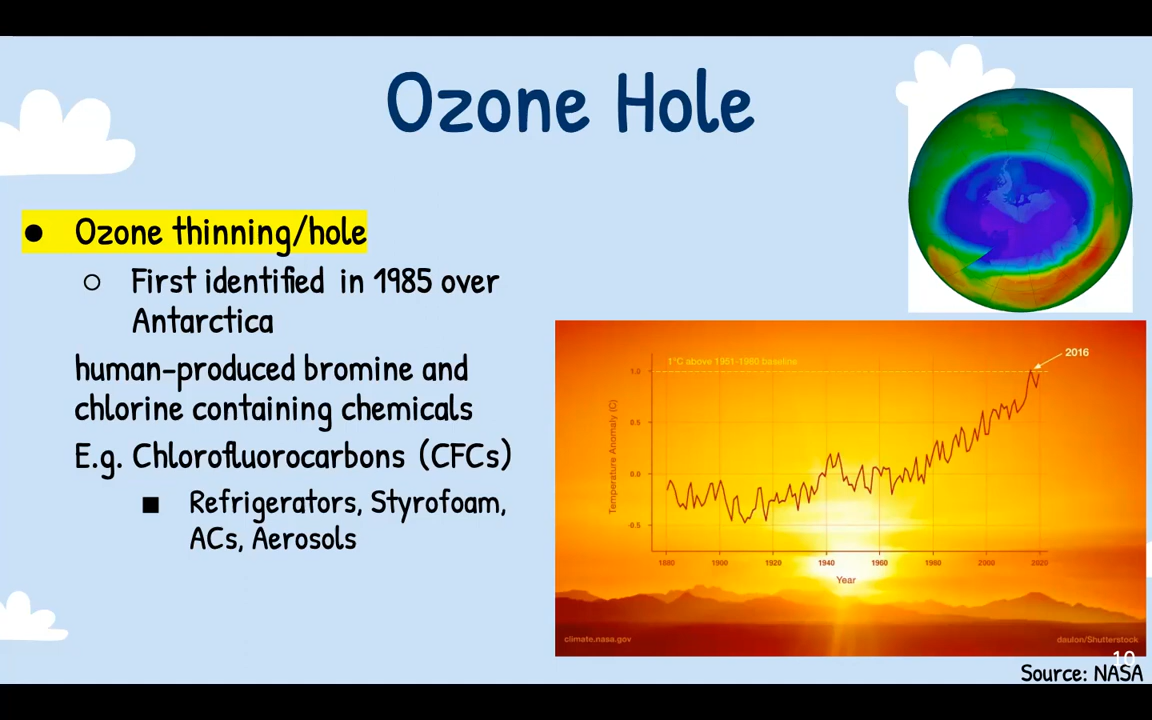 Ozone Hole
● Ozone thinning/hole
○ First identified in 1985 over
Antarctica
human-produced bromine and
chlorine containing chemicals
E.g. Chlorofluorocarbons (CFCs)
■ Refrigerators, Styrofoam,
ACs, Aerosols
2016
1°C above 1951-1980 baseline
1.0
0.5
0.0
-0.5
Temperature Anomaly (C)
1880 1900 1920 1940 1960 1980 2000 2020
Year
climate.nasa.gov
daulon/Shutterstock
10
Source: NASA